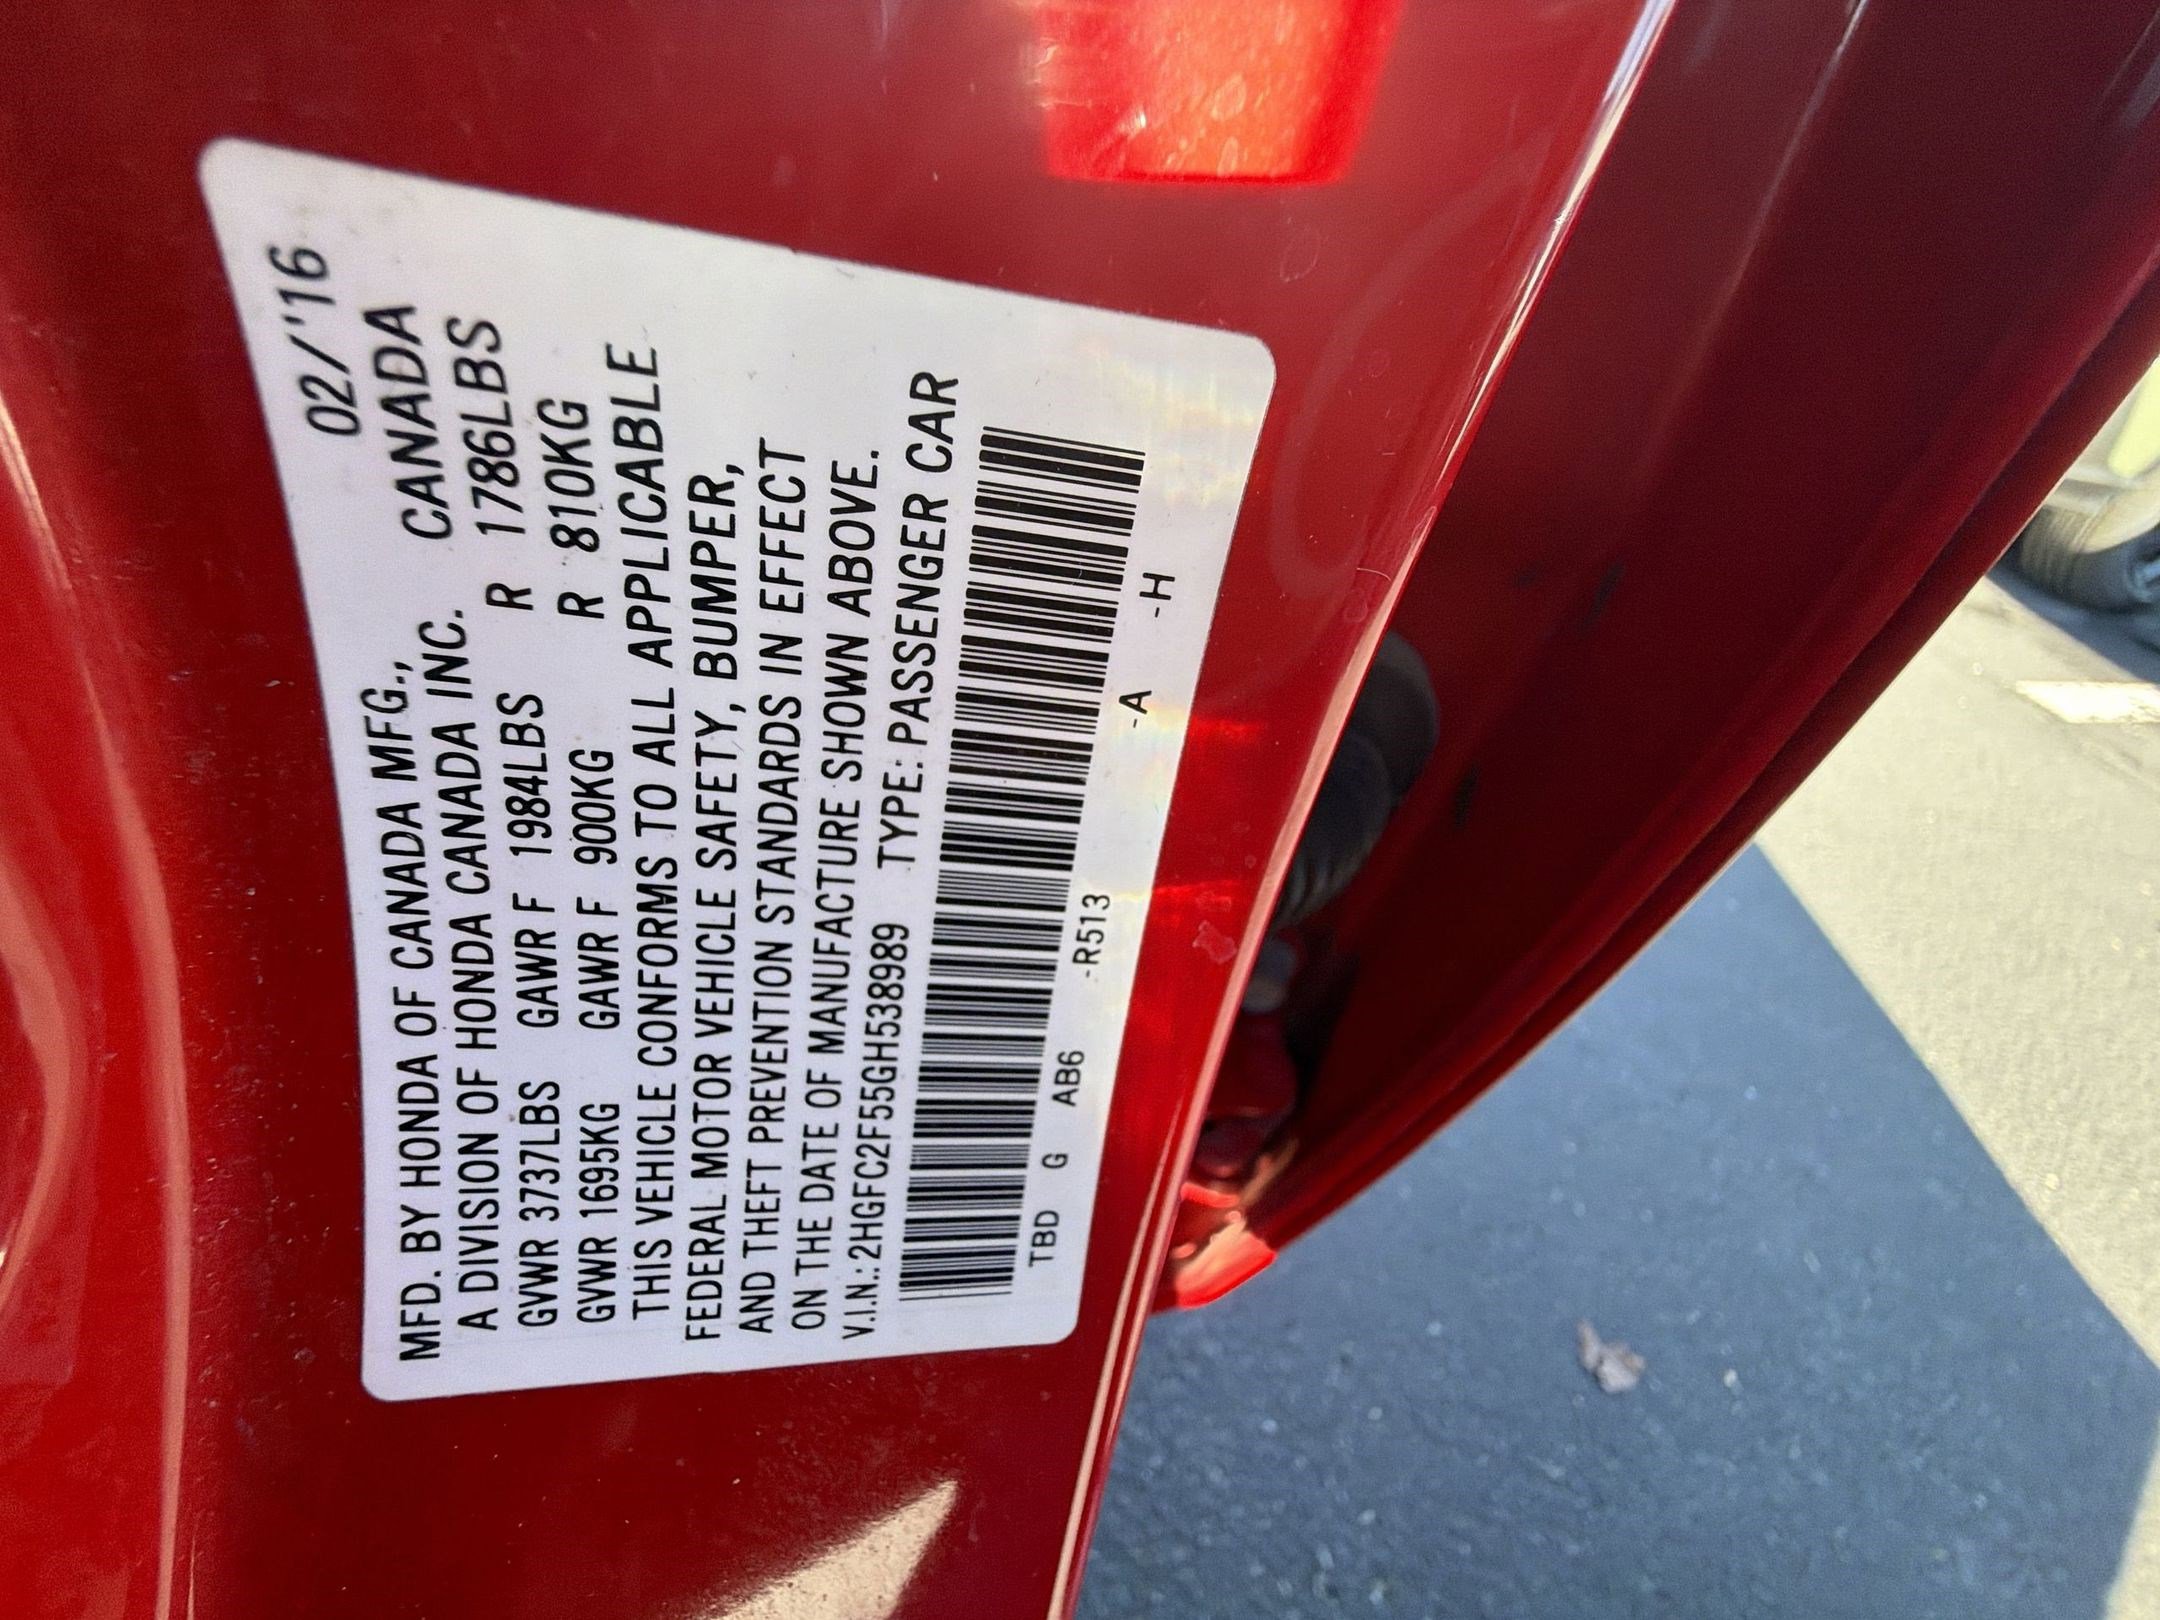 02/'16
MFD. BY HONDA OF CANADA MFG., CANADA
A DIVISION OF HONDA CANADA INC.
GVWR 3737LBS GAWR F 1984LBS R 1786LBS
GVWR 1695KG GAWR F 900KG R 810KG
THIS VEHICLE CONFORMS TO ALL APPLICABLE
FEDERAL MOTOR VEHICLE SAFETY, BUMPER,
AND THEFT PREVENTION STANDARDS IN EFFECT
ON THE DATE OF MANUFACTURE SHOWN ABOVE.
V.I.N.:2HGFC2F55GH538989 TYPE: PASSENGER CAR
TBD G AB6 -R513 -A -H